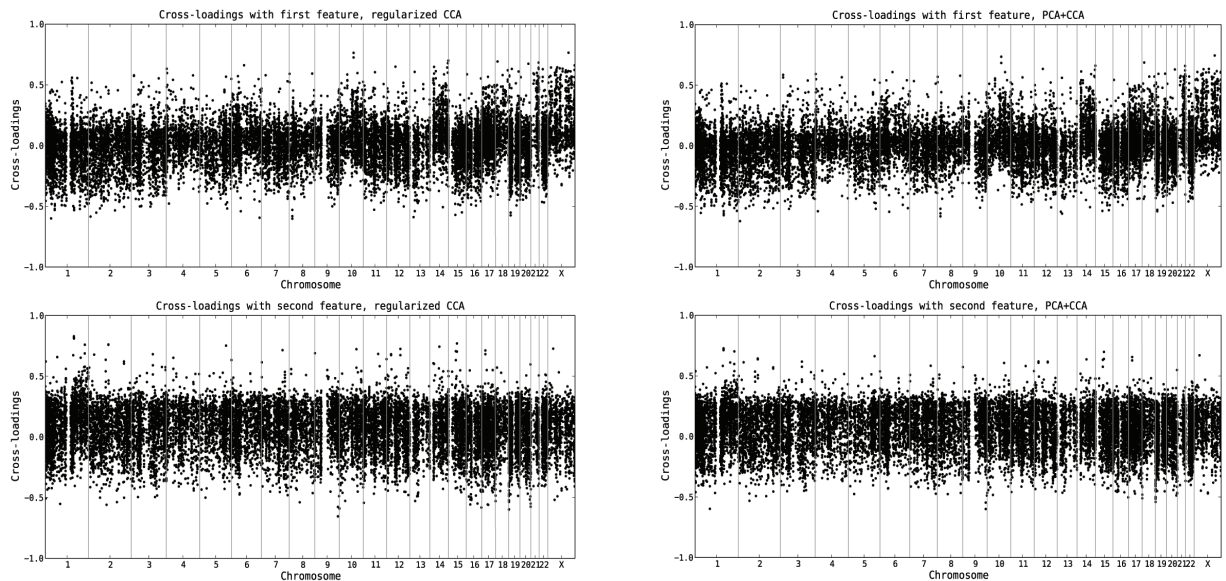 Cross-loadings with first feature, regularized CCA
1.0
0.5
0.0
−0.5
−1.0
Cross-loadings
1 2 3 4 5 6 7 8 9 10 11 12 13 14 15 16 17 18 19 202122 X
Chromosome
Cross-loadings with first feature, PCA+CCA
1.0
0.5
0.0
−0.5
−1.0
Cross-loadings
1 2 3 4 5 6 7 8 9 10 11 12 13 14 15 16 17 18 19 202122 X
Chromosome
Cross-loadings with second feature, regularized CCA
1.0
0.5
0.0
−0.5
−1.0
Cross-loadings
1 2 3 4 5 6 7 8 9 10 11 12 13 14 15 16 17 18 19 202122 X
Chromosome
Cross-loadings with second feature, PCA+CCA
1.0
0.5
0.0
−0.5
−1.0
Cross-loadings
1 2 3 4 5 6 7 8 9 10 11 12 13 14 15 16 17 18 19 202122 X
Chromosome